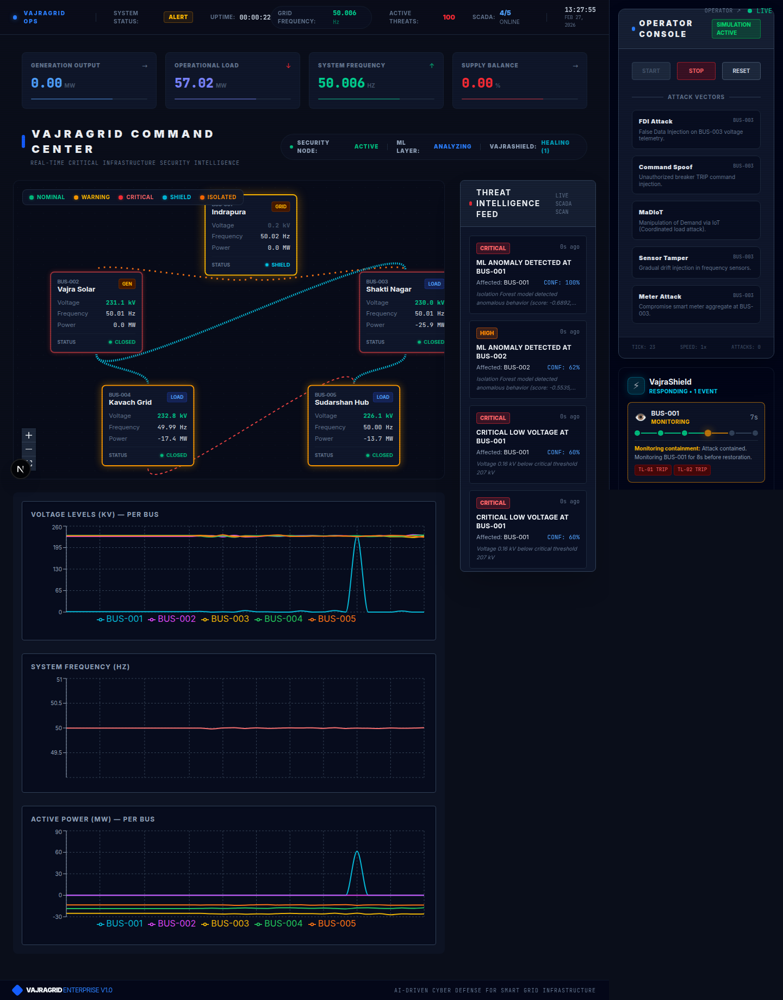 VAJRAGRID OPS
SYSTEM STATUS: ALERT
UPTIME: 00:00:22
GRID FREQUENCY: 50.006 Hz
ACTIVE THREATS: 100
SCADA: 4/5 ONLINE
13:27:55
FEB 27, 2026
OPERATOR ↗ LIVE
GENERATION OUTPUT →
0.00 MW
OPERATIONAL LOAD ↓
57.02 MW
SYSTEM FREQUENCY ↑
50.006 HZ
SUPPLY BALANCE →
0.00 %
VAJRAGRID COMMAND
CENTER
REAL-TIME CRITICAL INFRASTRUCTURE SECURITY INTELLIGENCE
SECURITY NODE: ACTIVE
ML LAYER: ANALYZING
VAJRASHIELD: HEALING (1)
NOMINAL WARNING CRITICAL SHIELD ISOLATED
Indrapura GRID
Voltage 0.2 kV
Frequency 50.02 Hz
Power 0.0 MW
STATUS SHIELD
BUS-002
Vajra Solar GEN
Voltage 231.1 kV
Frequency 50.01 Hz
Power 0.0 MW
STATUS CLOSED
BUS-003
Shakti Nagar LOAD
Voltage 230.0 kV
Frequency 50.01 Hz
Power -25.9 MW
STATUS CLOSED
BUS-004
Kavach Grid LOAD
Voltage 232.8 kV
Frequency 49.99 Hz
Power -17.4 MW
STATUS CLOSED
BUS-005
Sudarshan Hub LOAD
Voltage 226.1 kV
Frequency 50.00 Hz
Power -13.7 MW
STATUS CLOSED
N
THREAT
INTELLIGENCE
FEED
LIVE
SCADA
SCAN
CRITICAL 0s ago
ML ANOMALY DETECTED AT
BUS-001
Affected: BUS-001 CONF: 100%
Isolation Forest model detected
anomalous behavior (score: -0.6892,...
HIGH 0s ago
ML ANOMALY DETECTED AT
BUS-002
Affected: BUS-002 CONF: 62%
Isolation Forest model detected
anomalous behavior (score: -0.5535,...
CRITICAL 0s ago
CRITICAL LOW VOLTAGE AT
BUS-001
Affected: BUS-001 CONF: 60%
Voltage 0.16 kV below critical threshold
207 kV
CRITICAL 0s ago
CRITICAL LOW VOLTAGE AT
BUS-001
Affected: BUS-001 CONF: 60%
Voltage 0.16 kV below critical threshold
207 kV
OPERATOR
CONSOLE
SIMULATION
ACTIVE
START STOP RESET
ATTACK VECTORS
FDI Attack BUS-003
False Data Injection on BUS-003 voltage
telemetry.
Command Spoof BUS-003
Unauthorized breaker TRIP command
injection.
MaDIoT
Manipulation of Demand via IoT
(Coordinated load attack).
Sensor Tamper BUS-003
Gradual drift injection in frequency sensors.
Meter Attack BUS-003
Compromise smart meter aggregate at BUS-
003.
TICK: 23 SPEED: 1x ATTACKS: 0
VajraShield
RESPONDING • 1 EVENT
BUS-001
MONITORING
7s
Monitoring containment: Attack contained.
Monitoring BUS-001 for 8s before restoration.
TL-01 TRIP TL-02 TRIP
VOLTAGE LEVELS (KV) — PER BUS
260
195
130
65
0
BUS-001 BUS-002 BUS-003 BUS-004 BUS-005
SYSTEM FREQUENCY (HZ)
51
50.5
50
49.5
ACTIVE POWER (MW) — PER BUS
90
60
30
0
-30
BUS-001 BUS-002 BUS-003 BUS-004 BUS-005
VAJRAGRID ENTERPRISE V1.0
AI-DRIVEN CYBER DEFENSE FOR SMART GRID INFRASTRUCTURE